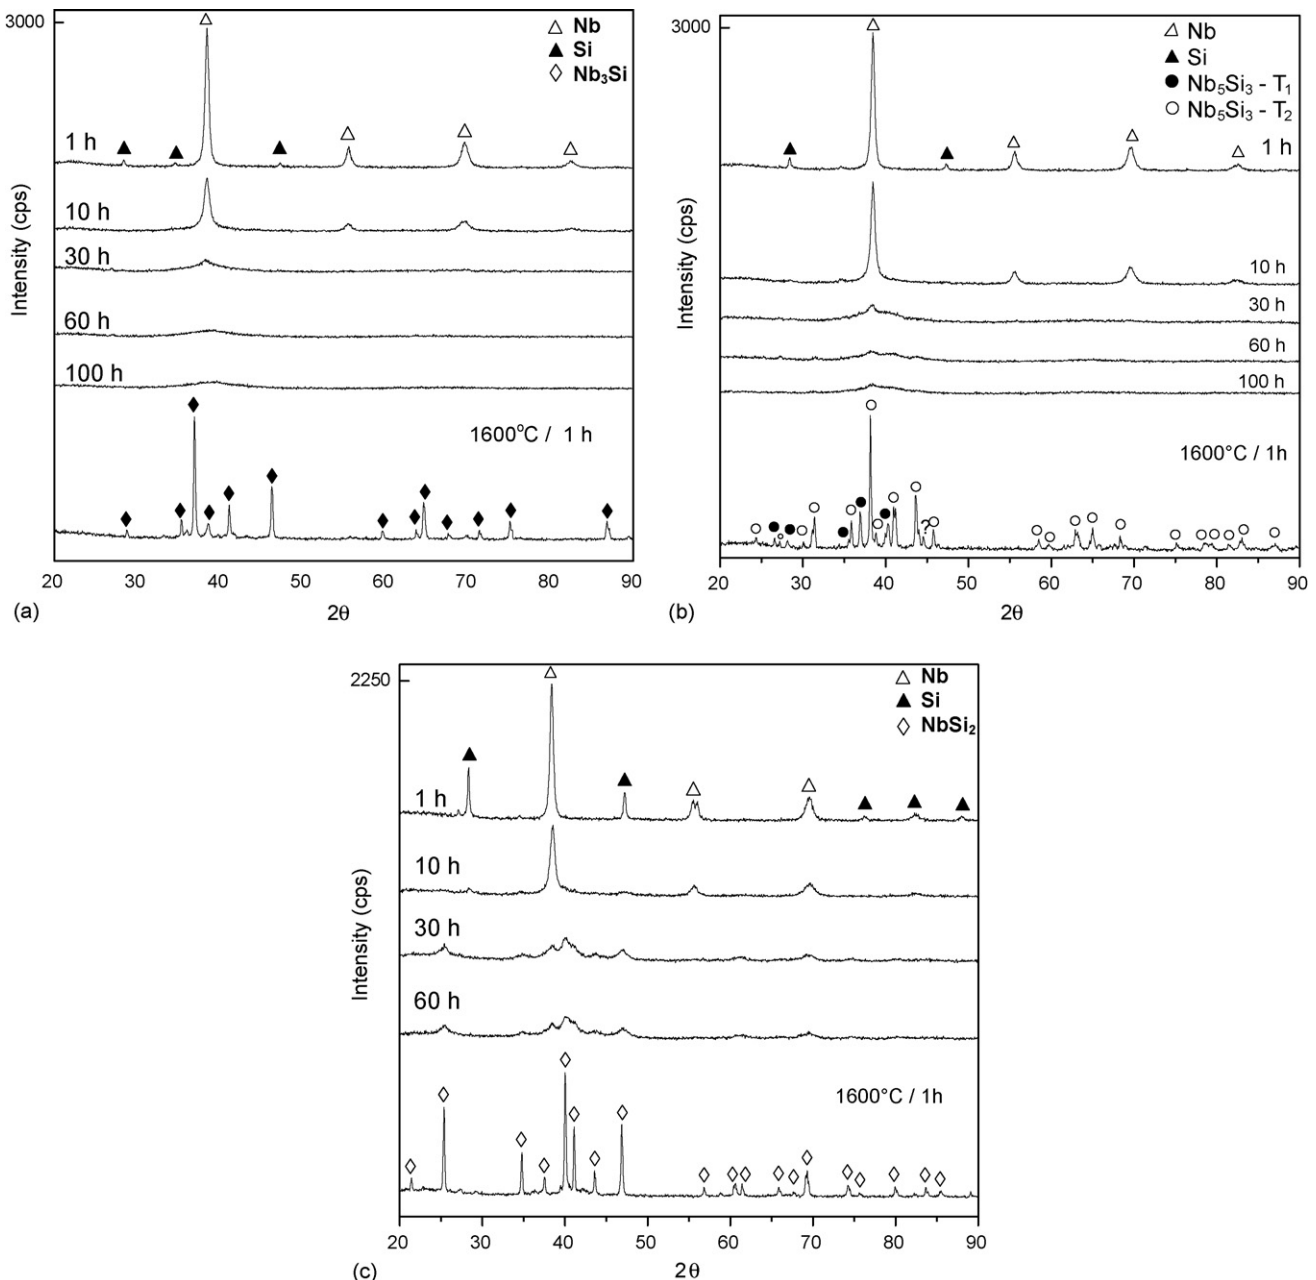 3000
△ Nb
▲ Si
◇ Nb₃Si
1 h
10 h
30 h
60 h
100 h
1600°C / 1 h
Intensity (cps)
20 30 40 50 60 70 80 90
(a) 2θ
3000
△ Nb
▲ Si
● Nb₅Si₃ - T₁
○ Nb₅Si₃ - T₂
1 h
10 h
30 h
60 h
100 h
1600°C / 1h
?
Intensity (cps)
20 30 40 50 60 70 80 90
(b) 2θ
2250
△ Nb
▲ Si
◇ NbSi₂
1 h
10 h
30 h
60 h
1600°C / 1h
Intensity (cps)
20 30 40 50 60 70 80 90
(c) 2θ